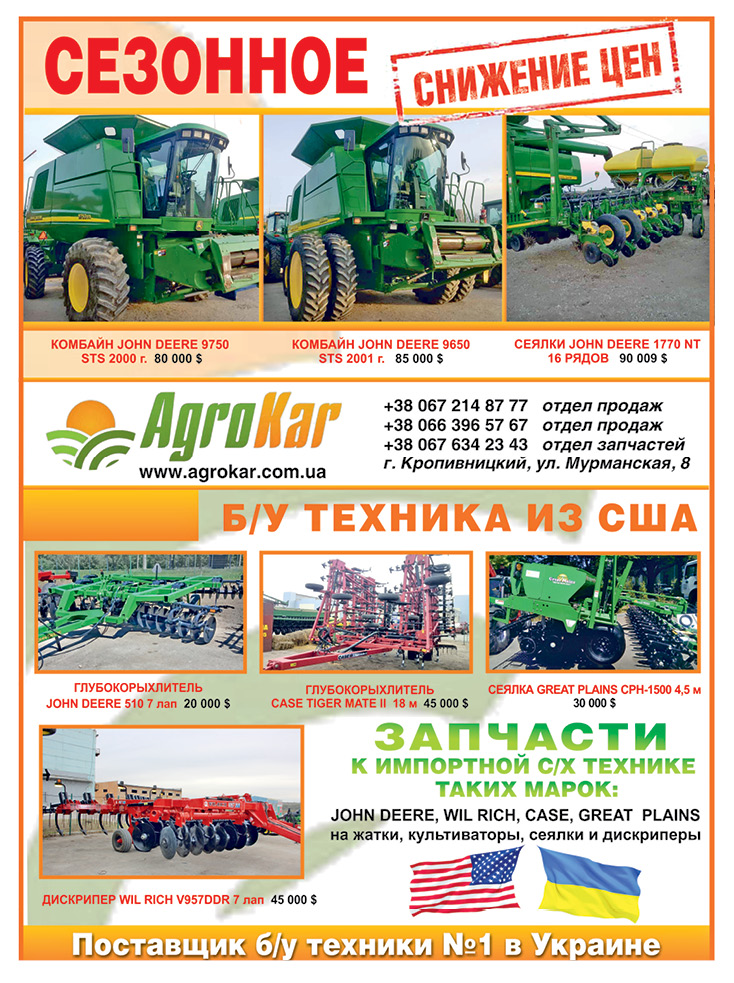 СЕЗОННОЕ
СНИЖЕНИЕ ЦЕН
КОМБАЙН JOHN DEERE 9750
STS 2000 г. 80 000 $
КОМБАЙН JOHN DEERE 9650
STS 2001 г. 85 000 $
СЕЯЛКИ JOHN DEERE 1770 NT
16 РЯДОВ 90 009 $
AgroKar
www.agrokar.com.ua
+38 067 214 87 77 отдел продаж
+38 066 396 57 67 отдел продаж
+38 067 634 23 43 отдел запчастей
г. Кропивницкий, ул. Мурманская, 8
Б/У ТЕХНИКА ИЗ США
ГЛУБОКОРЫХЛИТЕЛЬ
JOHN DEERE 510 7 лап 20 000 $
ГЛУБОКОРЫХЛИТЕЛЬ
CASE TIGER MATE II 18 м 45 000 $
СЕЯЛКА GREAT PLAINS CPH-1500 4,5 м
30 000 $
ДИСКРИПЕР WIL RICH V957DDR 7 лап 45 000 $
ЗАПЧАСТИ
К ИМПОРТНОЙ С/Х ТЕХНИКЕ
ТАКИХ МАРОК:
JOHN DEERE, WIL RICH, CASE, GREAT PLAINS
на жатки, культиваторы, сеялки и дискриперы
Поставщик б/у техники №1 в Украине